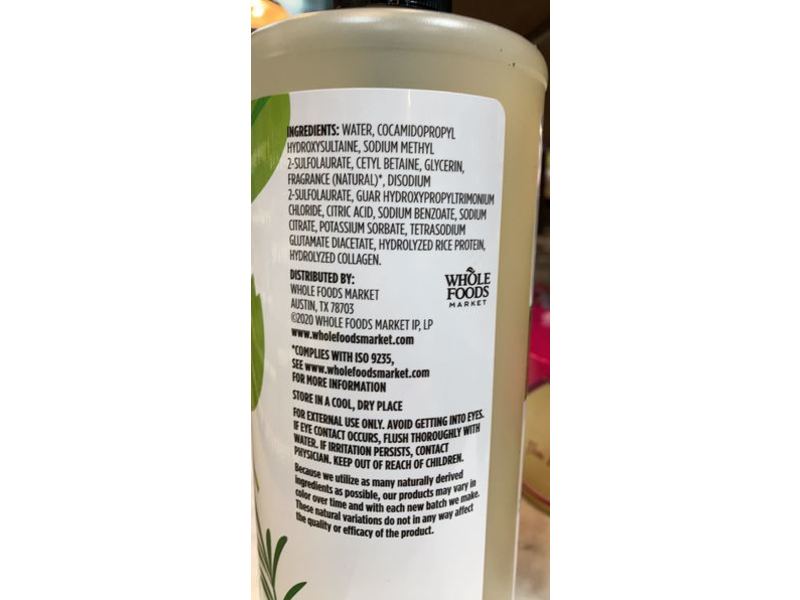 INGREDIENTS: WATER, COCAMIDOPROPYL
HYDROXYSULTAINE, SODIUM METHYL
2-SULFOLAURATE, CETYL BETAINE, GLYCERIN,
FRAGRANCE (NATURAL)*, DISODIUM
2-SULFOLAURATE, GUAR HYDROXYPROPYLTRIMONIUM
CHLORIDE, CITRIC ACID, SODIUM BENZOATE, SODIUM
CITRATE, POTASSIUM SORBATE, TETRASODIUM
GLUTAMATE DIACETATE, HYDROLYZED RICE PROTEIN,
HYDROLYZED COLLAGEN.
DISTRIBUTED BY:
WHOLE FOODS MARKET
AUSTIN, TX 78703
©2020 WHOLE FOODS MARKET IP, LP
www.wholefoodsmarket.com
WHOLE
FOODS
MARKET
*COMPLIES WITH ISO 9235,
SEE www.wholefoodsmarket.com
FOR MORE INFORMATION
STORE IN A COOL, DRY PLACE
FOR EXTERNAL USE ONLY. AVOID GETTING INTO EYES.
IF EYE CONTACT OCCURS, FLUSH THOROUGHLY WITH
WATER. IF IRRITATION PERSISTS, CONTACT
PHYSICIAN. KEEP OUT OF REACH OF CHILDREN.
Because we utilize as many naturally derived
ingredients as possible, our products may vary in
color over time and with each new batch we make.
These natural variations do not in any way affect
the quality or efficacy of the product.